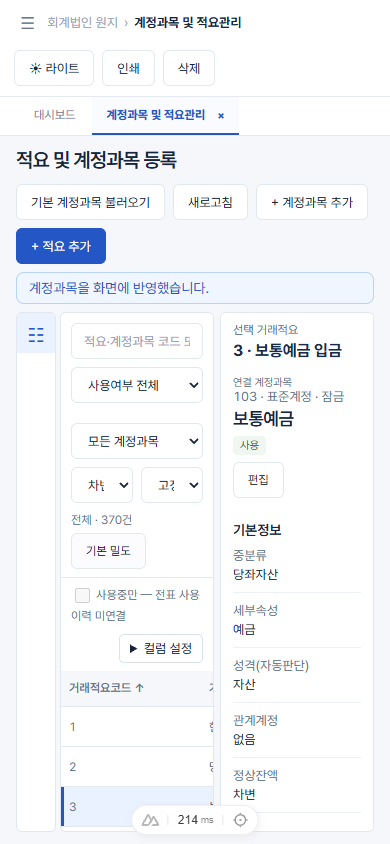 회계법인 원지 › 계정과목 및 적요관리
라이트
인쇄
삭제
대시보드
계정과목 및 적요관리 ×
적요 및 계정과목 등록
기본 계정과목 불러오기
새로고침
+ 계정과목 추가
+ 적요 추가
계정과목을 화면에 반영했습니다.
적요·계정과목 코드
사용여부 전체
모든 계정과목
전체 · 370건
기본 밀도
사용중만 — 전표 사용
이력 미연결
▶ 컬럼 설정
거래적요코드 ↑
1
2
3
선택 거래적요
3 · 보통예금 입금
연결 계정과목
103 · 표준계정 · 잠금
보통예금
사용
편집
기본정보
중분류
당좌자산
세부속성
예금
성격(자동판단)
자산
관계계정
없음
정상잔액
차변
214 ms